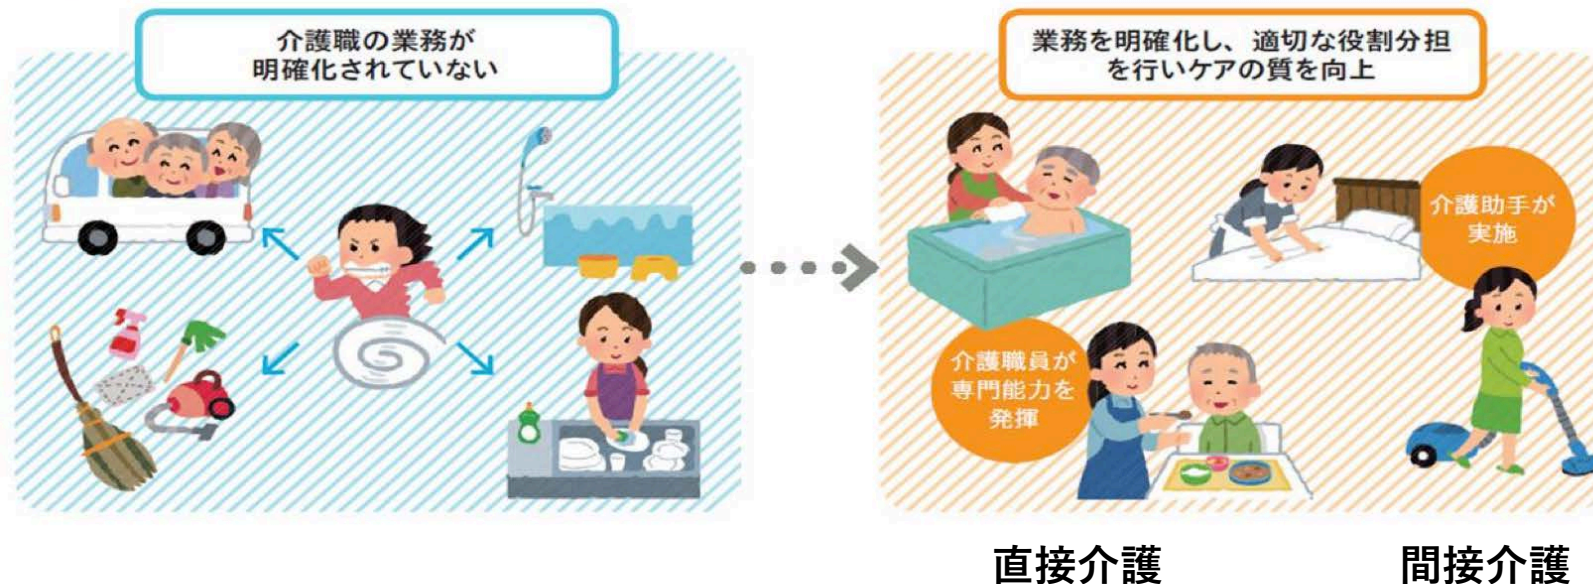 介護職の業務が
明確化されていない
業務を明確化し、適切な役割分担
を行いケアの質を向上
介護助手が
実施
介護職員が
専門能力を
発揮
直接介護
間接介護